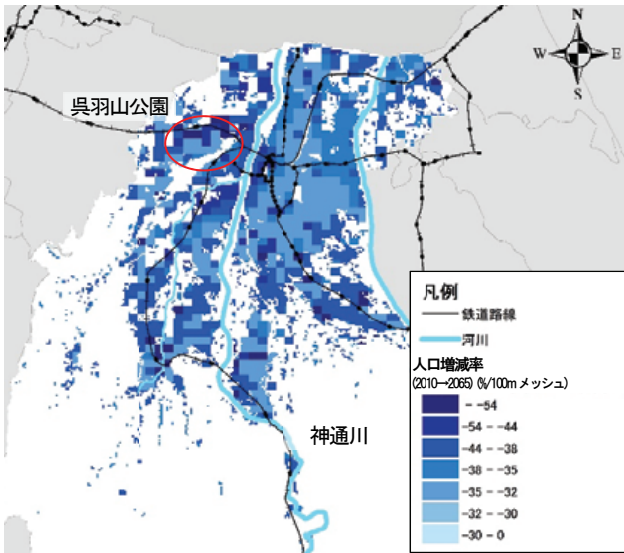 N
W E
S
呉羽山公園
神通川
凡例
鉄道路線
河川
人口増減率
(2010→2065) (%/100m メッシュ)
- -54
-54 - -44
-44 - -38
-38 - -35
-35 - -32
-32 - -30
-30 - 0